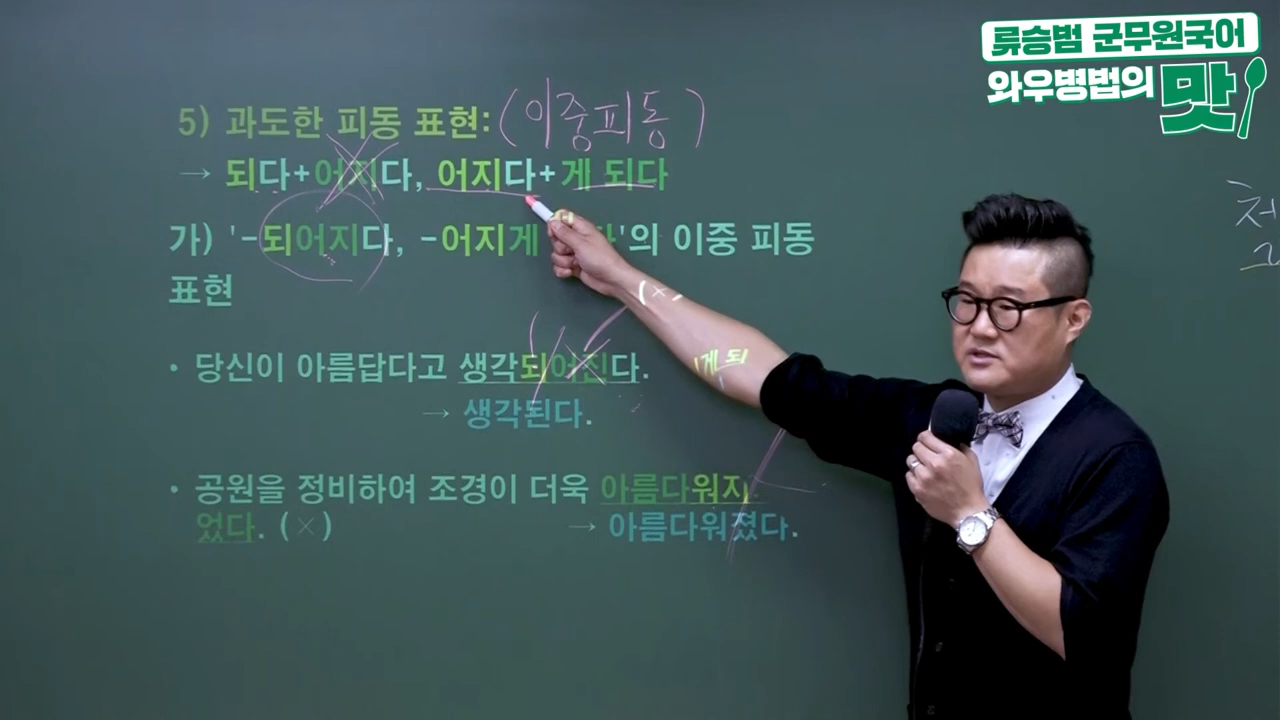 류승범 군무원국어
와우병법의 맛
5) 과도한 피동 표현: (이중피동)
→ 되다+어지다, 어지다+게 되다
가) '-되어지다, -어지게 다'의 이중 피동
표현
(×)
게 되
• 당신이 아름답다고 생각되어진다.
→ 생각된다.
• 공원을 정비하여 조경이 더욱 아름다워지
었다. (×) → 아름다워졌다.